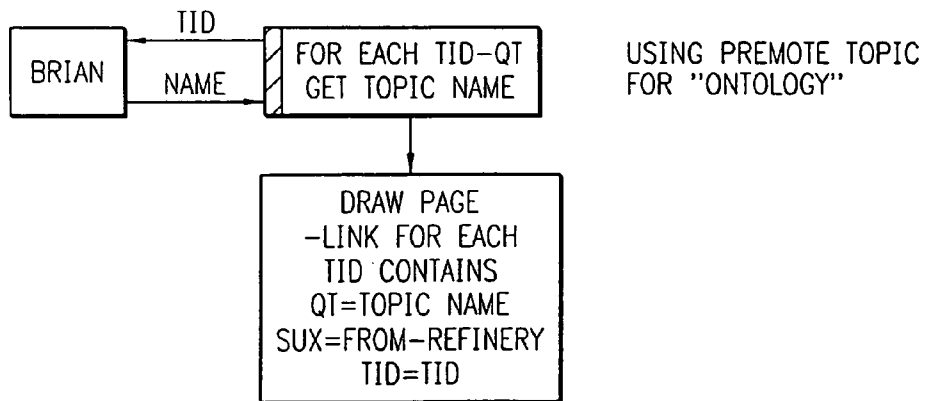 TID
BRIAN
NAME
FOR EACH TID-QT
GET TOPIC NAME
USING PREMOTE TOPIC
FOR "ONTOLOGY"
DRAW PAGE
-LINK FOR EACH
TID CONTAINS
QT=TOPIC NAME
SUX=FROM-REFINERY
TID=TID